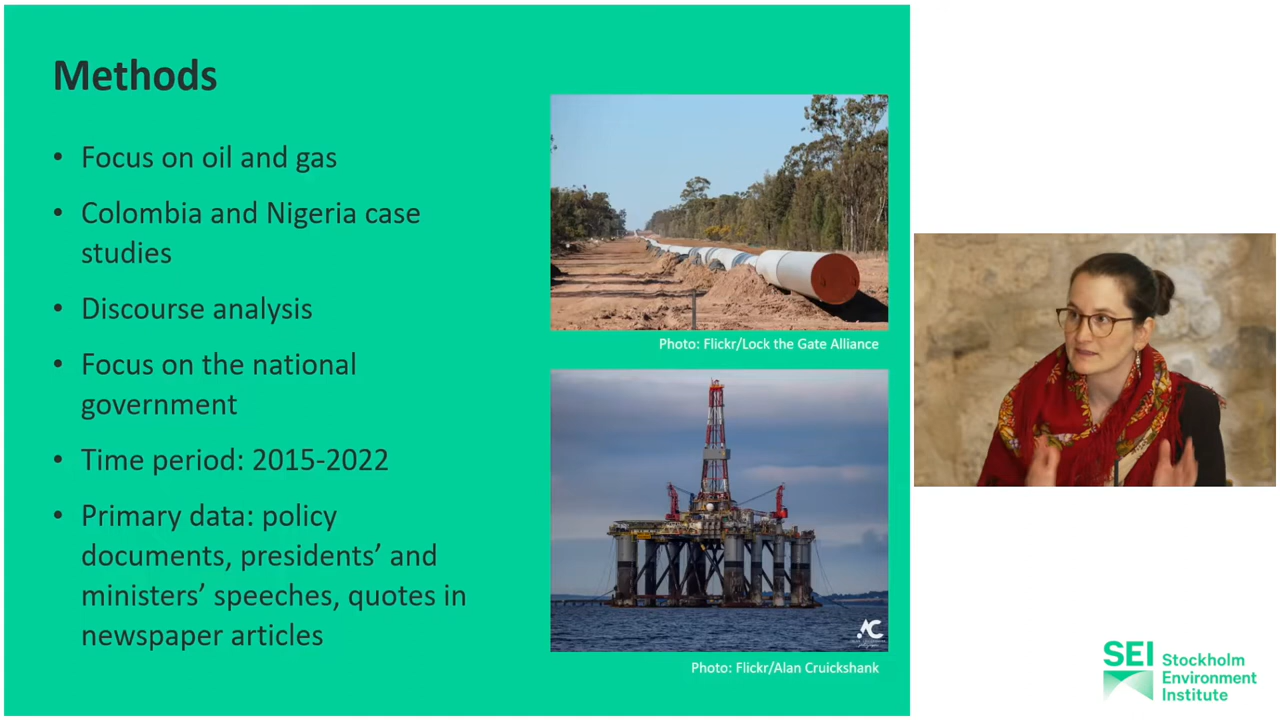 Methods
• Focus on oil and gas
• Colombia and Nigeria case
studies
• Discourse analysis
• Focus on the national
government
• Time period: 2015-2022
• Primary data: policy
documents, presidents’ and
ministers’ speeches, quotes in
newspaper articles
Photo: Flickr/Lock the Gate Alliance
AC
Photo: Flickr/Alan Cruickshank
SEI Stockholm
Environment
Institute